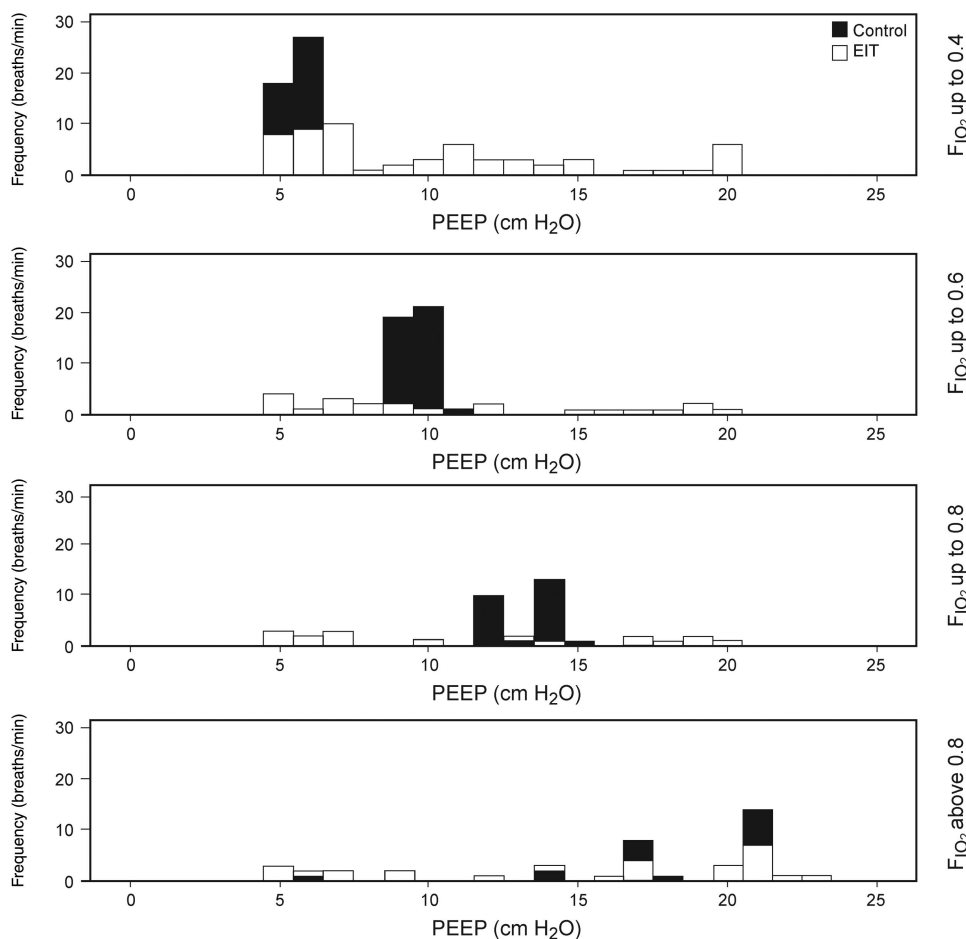 Frequency (breaths/min)
30
20
10
0
Control
EIT
0 5 10 15 20 25
PEEP (cm H2O)
FIO2 up to 0.4
Frequency (breaths/min)
30
20
10
0
0 5 10 15 20 25
PEEP (cm H2O)
FIO2 up to 0.6
Frequency (breaths/min)
30
20
10
0
0 5 10 15 20 25
PEEP (cm H2O)
FIO2 up to 0.8
Frequency (breaths/min)
30
20
10
0
0 5 10 15 20 25
PEEP (cm H2O)
FIO2 above 0.8